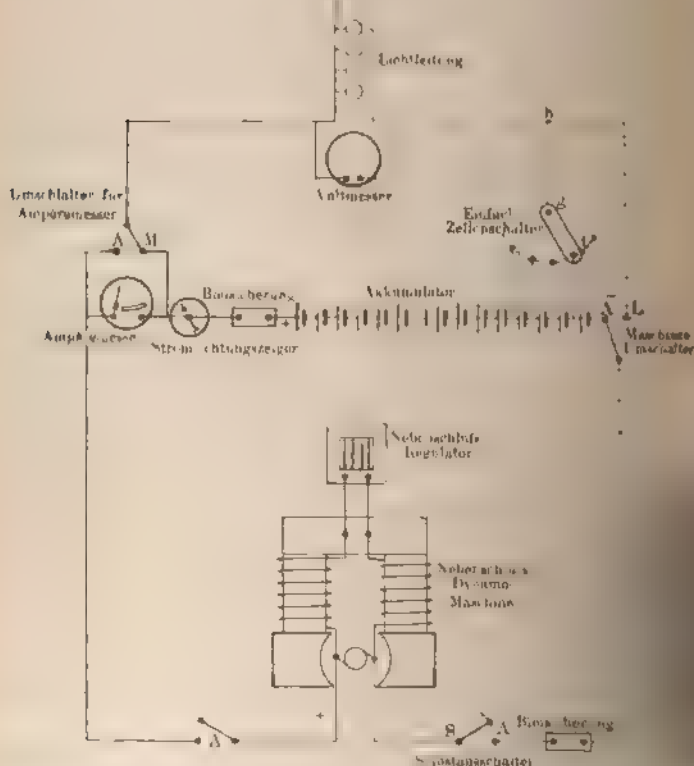 Lichtleitung
b
Voltmesser
Umschalter für
Ampèremesser
A M
Einfach
Zellenschalter
Bleisicherung
Akkumulator
+
A L
Maschinen
Umschalter
Ampèremesser
Stromrichtungszeiger
Nebenschluß
Regulator
Nebenschluss
Dynamo
Maschine
+
A
B A
Bleisicherung
Selbstausschalter